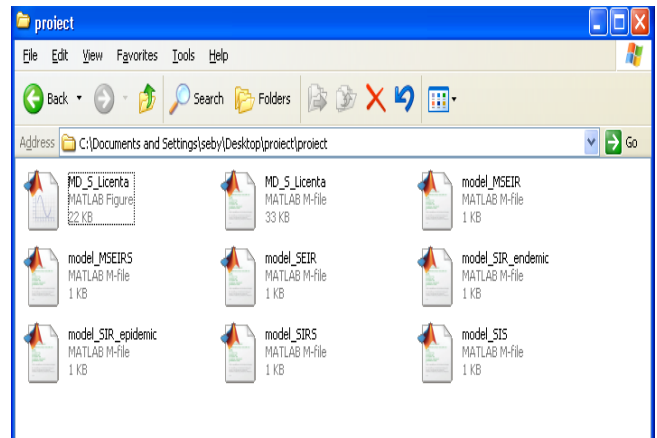 proiect
File Edit View Favorites Tools Help
Back Search Folders
Address C:\Documents and Settings\seby\Desktop\proiect\proiect Go
MD_S_Licenta
MATLAB Figure
22 KB
MD_S_Licenta
MATLAB M-file
33 KB
model_MSEIR
MATLAB M-file
1 KB
model_MSEIRS
MATLAB M-file
1 KB
model_SEIR
MATLAB M-file
1 KB
model_SIR_endemic
MATLAB M-file
1 KB
model_SIR_epidemic
MATLAB M-file
1 KB
model_SIRS
MATLAB M-file
1 KB
model_SIS
MATLAB M-file
1 KB